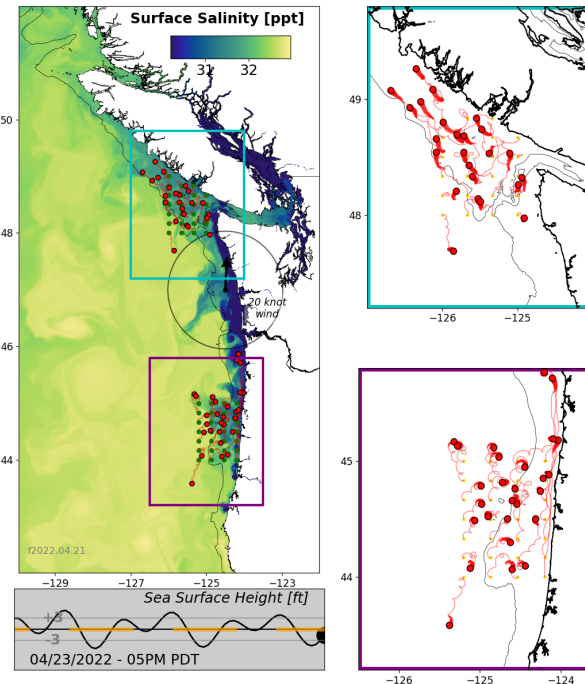 Surface Salinity [ppt]
31 32
50
48
46
44
20 knot
wind
f2022.04.21
−129 −127 −125 −123
Sea Surface Height [ft]
+3
-3
04/23/2022 - 05PM PDT
49
48
−126 −125
45
44
−126 −125 −124